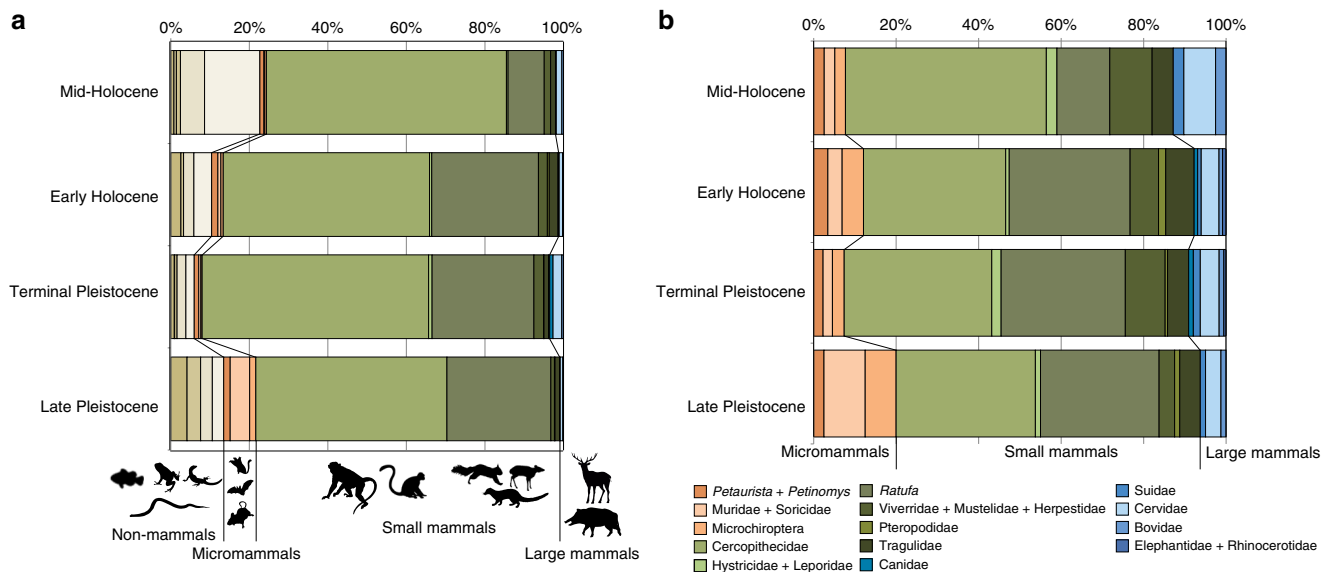 a
0% 20% 40% 60% 80% 100%
Mid-Holocene
Early Holocene
Terminal Pleistocene
Late Pleistocene
Non-mammals
Micromammals
Small mammals
Large mammals
b
0% 20% 40% 60% 80% 100%
Mid-Holocene
Early Holocene
Terminal Pleistocene
Late Pleistocene
Micromammals
Small mammals
Large mammals
Petaurista + Petinomys
Muridae + Soricidae
Microchiroptera
Cercopithecidae
Hystricidae + Leporidae
Ratufa
Viverridae + Mustelidae + Herpestidae
Pteropodidae
Tragulidae
Canidae
Suidae
Cervidae
Bovidae
Elephantidae + Rhinocerotidae